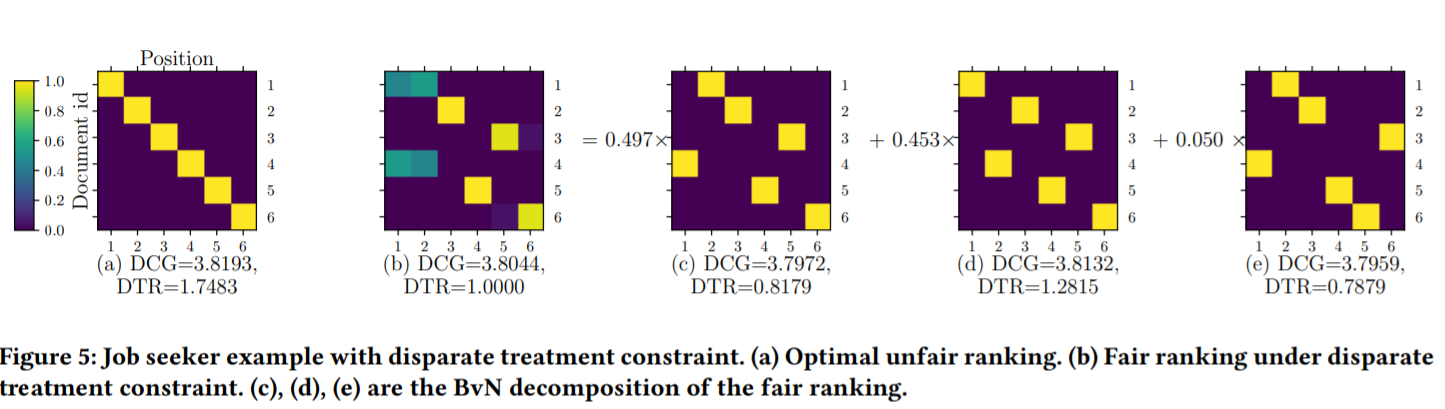 Position
Document id
1.0
0.8
0.6
0.4
0.2
0.0
1
2
3
4
5
6
1 2 3 4 5 6
(a) DCG=3.8193,
DTR=1.7483
1
2
3
4
5
6
1 2 3 4 5 6
(b) DCG=3.8044,
DTR=1.0000
= 0.497×
1
2
3
4
5
6
1 2 3 4 5 6
(c) DCG=3.7972,
DTR=0.8179
+ 0.453×
1
2
3
4
5
6
1 2 3 4 5 6
(d) DCG=3.8132,
DTR=1.2815
+ 0.050 ×
1
2
3
4
5
6
1 2 3 4 5 6
(e) DCG=3.7959,
DTR=0.7879
Figure 5: Job seeker example with disparate treatment constraint. (a) Optimal unfair ranking. (b) Fair ranking under disparate
treatment constraint. (c), (d), (e) are the BvN decomposition of the fair ranking.